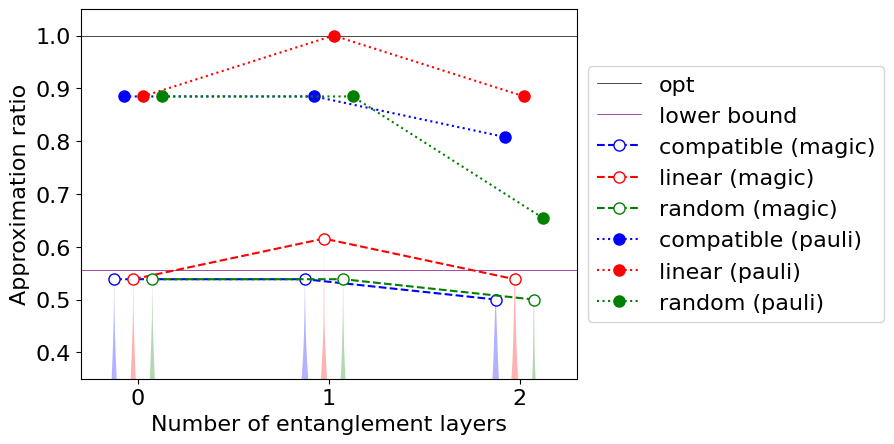 1.0
0.9
0.8
0.7
0.6
0.5
0.4
Approximation ratio
0 1 2
Number of entanglement layers
opt
lower bound
compatible (magic)
linear (magic)
random (magic)
compatible (pauli)
linear (pauli)
random (pauli)